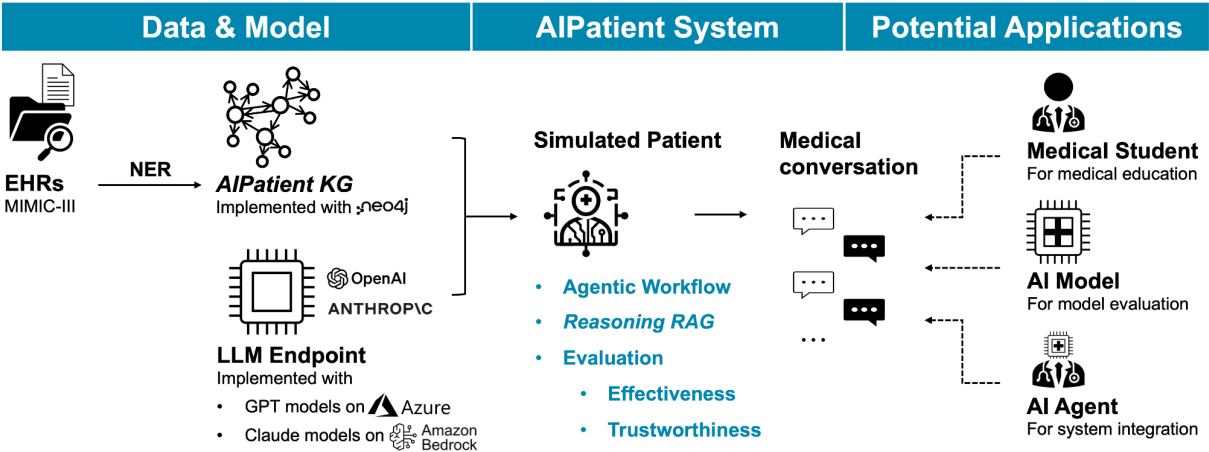 Data & Model
AIPatient System
Potential Applications
EHRs
MIMIC-III
NER
AIPatient KG
Implemented with :neo4j
OpenAI
ANTHROP\C
LLM Endpoint
Implemented with
• GPT models on Azure
• Claude models on Amazon Bedrock
Simulated Patient
• Agentic Workflow
• Reasoning RAG
• Evaluation
• Effectiveness
• Trustworthiness
Medical
conversation
...
Medical Student
For medical education
AI Model
For model evaluation
AI Agent
For system integration